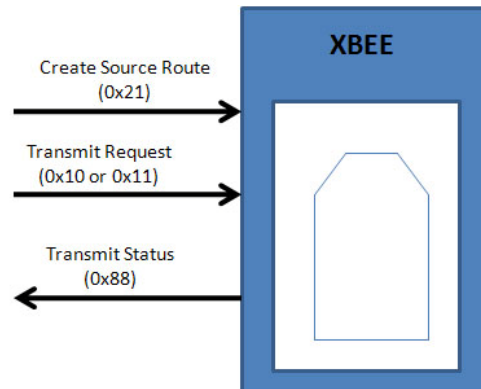 XBEE
Create Source Route
(0x21)
Transmit Request
(0x10 or 0x11)
Transmit Status
(0x88)